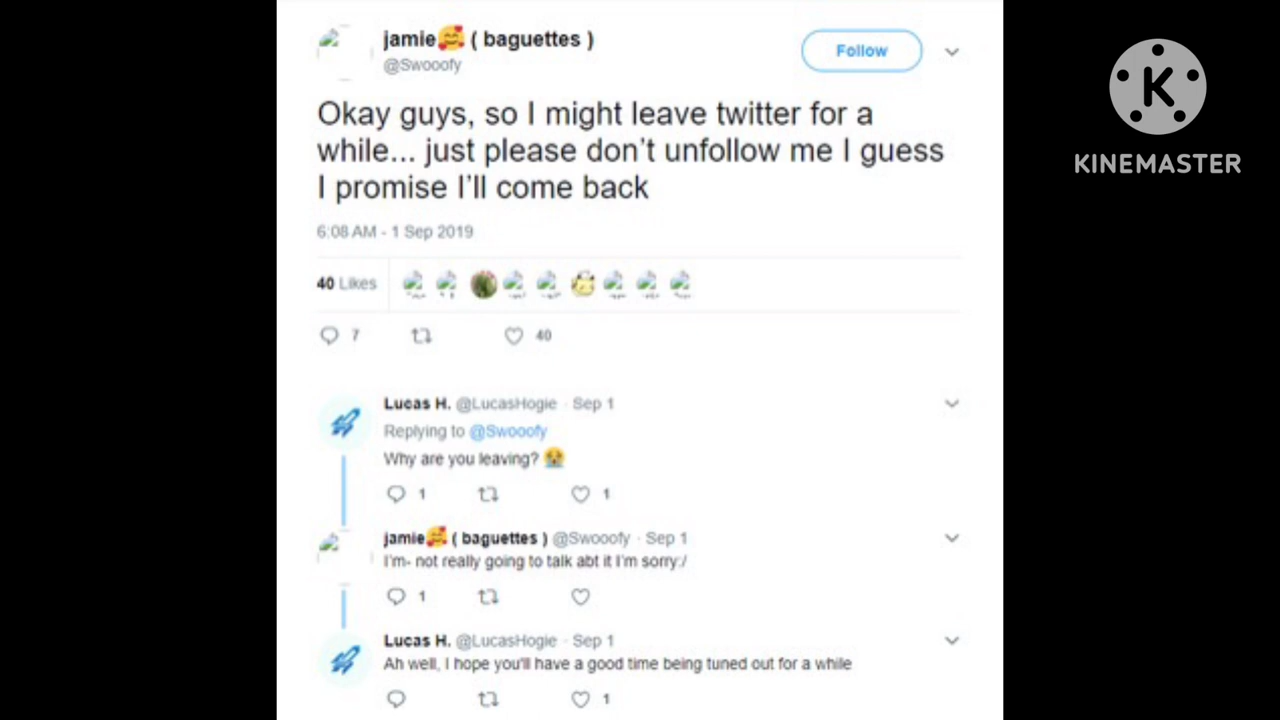 jamie🥰 ( baguettes )
@Swooofy
Follow
Okay guys, so I might leave twitter for a
while... just please don't unfollow me I guess
I promise I'll come back
6:08 AM - 1 Sep 2019
40 Likes
7
40
Lucas H. @LucasHogie · Sep 1
Replying to @Swooofy
Why are you leaving? 😭
1
1
jamie🥰 ( baguettes ) @Swooofy · Sep 1
I'm- not really going to talk abt it I'm sorry:/
1
Lucas H. @LucasHogie · Sep 1
Ah well, I hope you'll have a good time being tuned out for a while
1
K
KINEMASTER